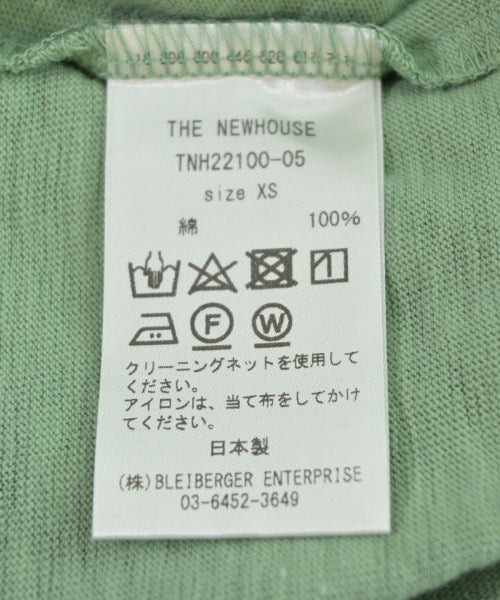 THE NEWHOUSE
TNH22100-05
size XS
綿 100%
F W
クリーニングネットを使用して
ください。
アイロンは、当て布をしてかけ
てください。
日本製
(株)BLEIBERGER ENTERPRISE
03-6452-3649